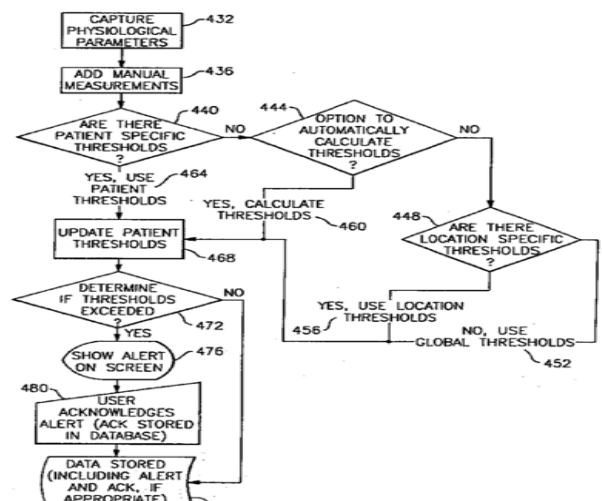 CAPTURE
PHYSIOLOGICAL
PARAMETERS
432
ADD MANUAL
MEASUREMENTS
436
ARE THERE
PATIENT SPECIFIC
THRESHOLDS
?
440
NO
444
OPTION TO
AUTOMATICALLY
CALCULATE
THRESHOLDS
?
NO
YES, USE
PATIENT
THRESHOLDS
464
YES, CALCULATE
THRESHOLDS
460
448
ARE THERE
LOCATION SPECIFIC
THRESHOLDS
?
UPDATE PATIENT
THRESHOLDS
468
DETERMINE
IF THRESHOLDS
EXCEEDED
?
NO
472
YES
YES, USE LOCATION
THRESHOLDS
456
NO, USE
GLOBAL THRESHOLDS
452
SHOW ALERT
ON SCREEN
476
480
USER
ACKNOWLEDGES
ALERT (ACK STORED
IN DATABASE)
DATA STORED
(INCLUDING ALERT
AND ACK, IF
APPROPRIATE)